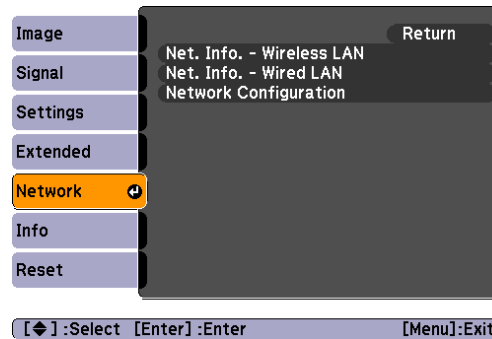 Image
Signal
Settings
Extended
Network
Info
Reset
Return
Net. Info. - Wireless LAN
Net. Info. - Wired LAN
Network Configuration
[ ] :Select [Enter] :Enter [Menu]:Exit